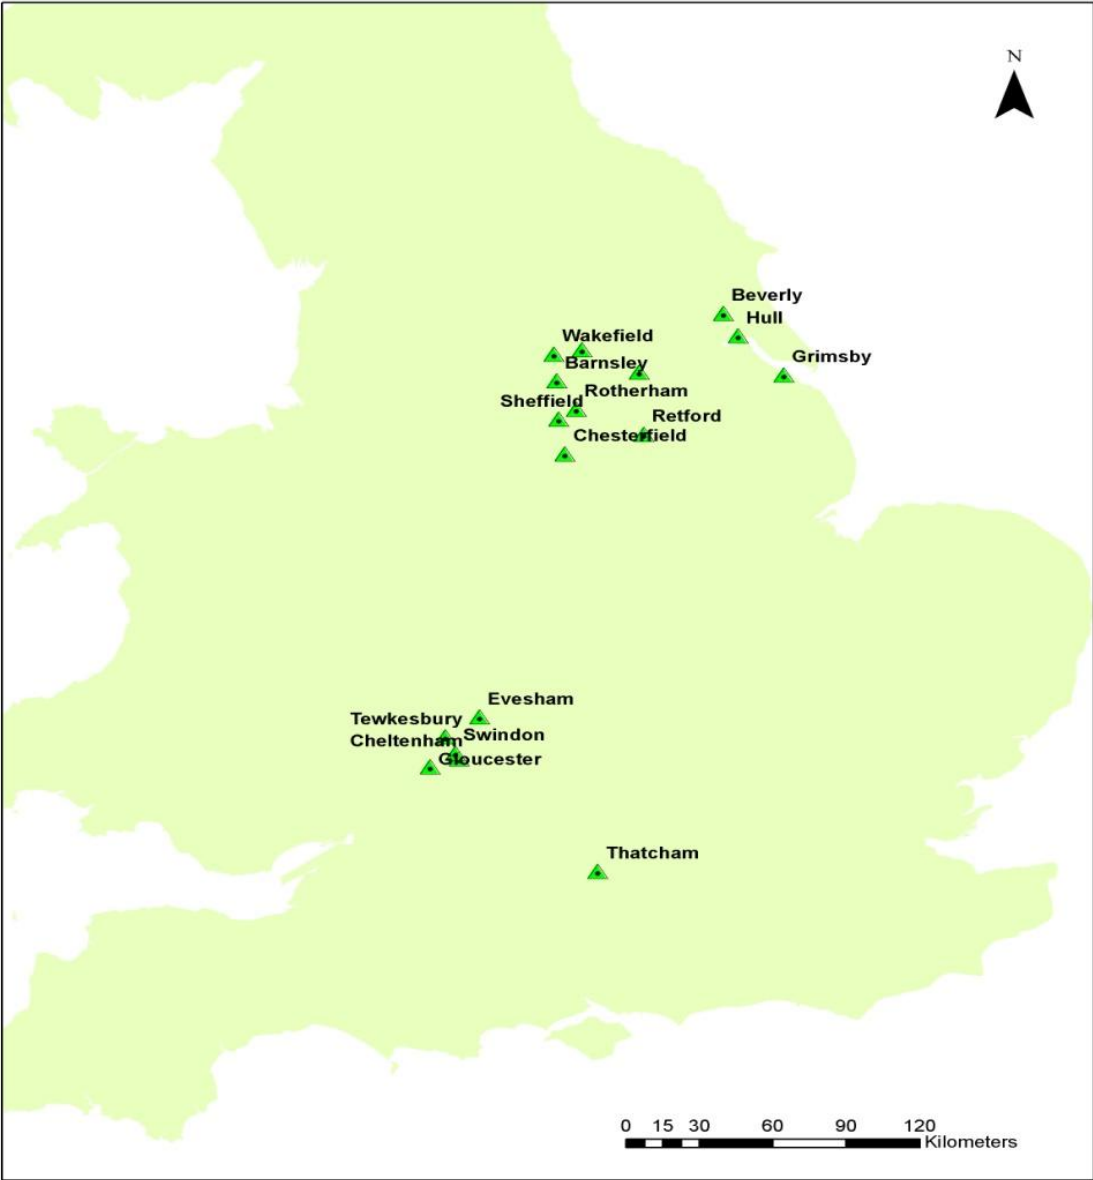 N
Beverly
Hull
Wakefield
Grimsby
Barnsley
Rotherham
Sheffield
Retford
Chesterfield
Evesham
Tewkesbury
Swindon
Cheltenham
Gloucester
Thatcham
0 15 30 60 90 120
Kilometers